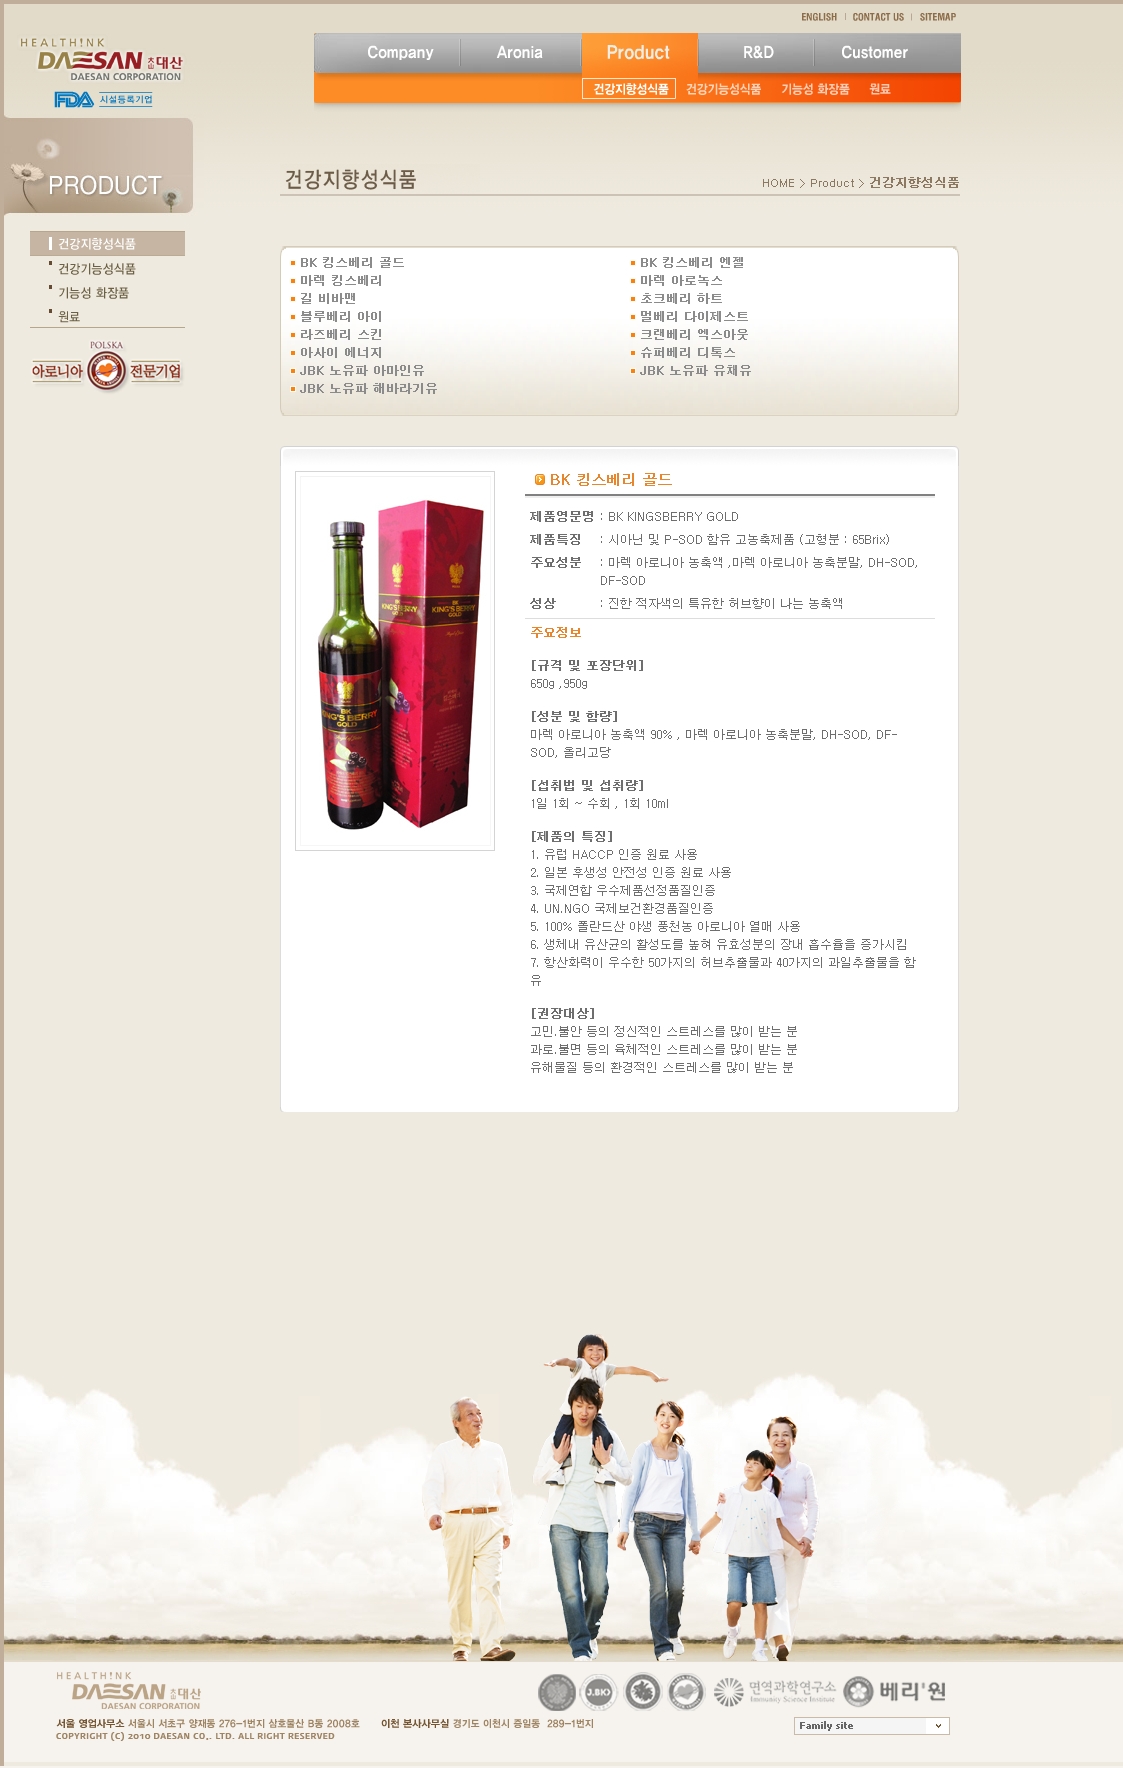 ENGLISH | CONTACT US | SITEMAP
HEALTH!NK
DAESAN 초대산
DAESAN CORPORATION
FDA 시설등록기업
Company Aronia Product R&D Customer
건강지향성식품 건강기능성식품 기능성 화장품 원료
PRODUCT
건강지향성식품
건강기능성식품
기능성 화장품
원료
POLSKA
아로니아 전문기업
건강지향성식품
HOME > Product > 건강지향성식품
BK 킹스베리 골드 BK 킹스베리 엔젤
마렉 킹스베리 마렉 아로녹스
길 비바맨 초크베리 하트
블루베리 아이 멀베리 다이제스트
라즈베리 스킨 크랜베리 엑스아웃
아사이 에너지 슈퍼베리 디톡스
JBK 노유파 아마인유 JBK 노유파 유채유
JBK 노유파 해바라기유
BK
KING'S BERRY
GOLD
BK
KING'S BERRY
GOLD
BK 킹스베리 골드
제품영문명 : BK KINGSBERRY GOLD
제품특징 : 시아닌 및 P-SOD 함유 고농축제품 (고형분 : 65Brix)
주요성분 : 마렉 아로니아 농축액 ,마렉 아로니아 농축분말, DH-SOD,
DF-SOD
성상 : 진한 적자색의 특유한 허브향이 나는 농축액
주요정보
[규격 및 포장단위]
650g ,950g
[성분 및 함량]
마렉 아로니아 농축액 90% , 마렉 아로니아 농축분말, DH-SOD, DF-
SOD, 올리고당
[섭취법 및 섭취량]
1일 1회 ~ 수회 , 1회 10ml
[제품의 특징]
1. 유럽 HACCP 인증 원료 사용
2. 일본 후생성 안전성 인증 원료 사용
3. 국제연합 우수제품선정품질인증
4. UN.NGO 국제보건환경품질인증
5. 100% 폴란드산 야생 풍천농 아로니아 열매 사용
6. 생체내 유산균의 활성도를 높혀 유효성분의 장내 흡수율을 증가시킴
7. 항산화력이 우수한 50가지의 허브추출물과 40가지의 과일추출물을 함
유
[권장대상]
고민.불안 등의 정신적인 스트레스를 많이 받는 분
과로.불면 등의 육체적인 스트레스를 많이 받는 분
유해물질 등의 환경적인 스트레스를 많이 받는 분
HEALTH!NK
DAESAN 초대산
DAESAN CORPORATION
J.BK
면역과학연구소
Immunity Science Institute
베리'원
서울 영업사무소 서울시 서초구 양재동 276-1번지 삼호물산 B동 2008호 이천 본사사무실 경기도 이천시 증일동 289-1번지
COPYRIGHT (C) 2010 DAESAN CO,. LTD. ALL RIGHT RESERVED
Family site